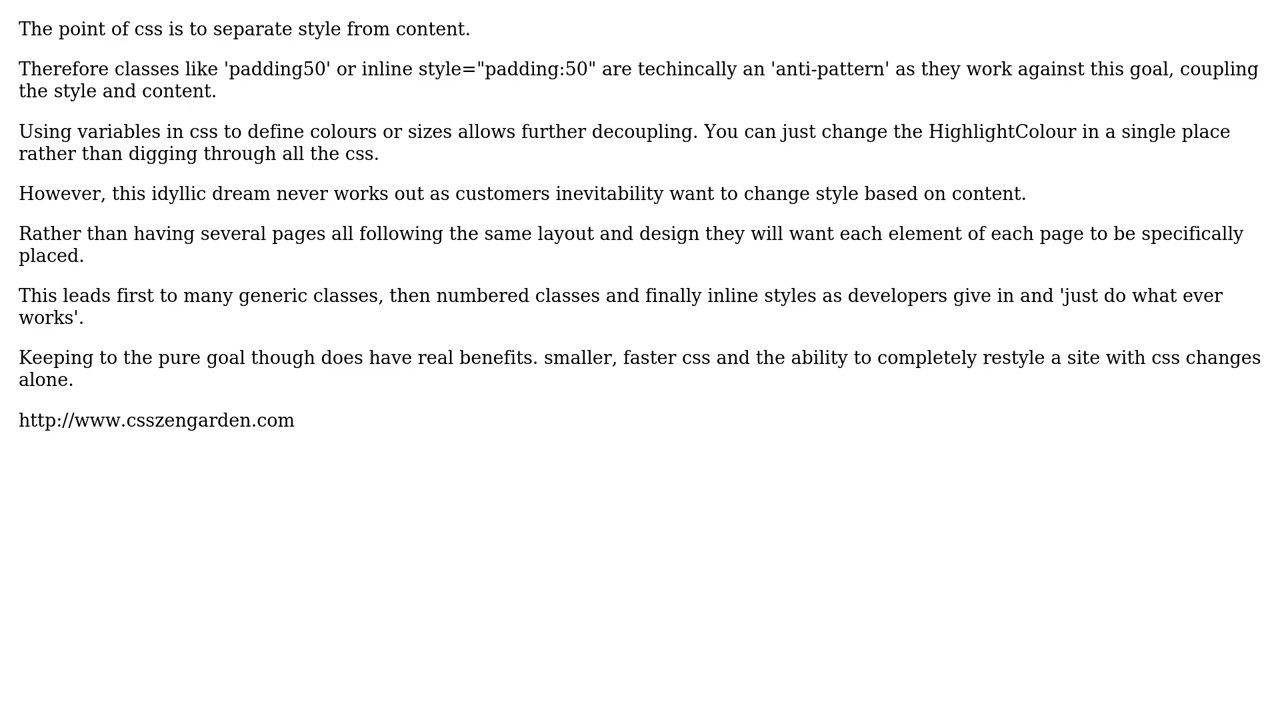 The point of css is to separate style from content.
Therefore classes like 'padding50' or inline style="padding:50" are techincally an 'anti-pattern' as they work against this goal, coupling
the style and content.
Using variables in css to define colours or sizes allows further decoupling. You can just change the HighlightColour in a single place
rather than digging through all the css.
However, this idyllic dream never works out as customers inevitability want to change style based on content.
Rather than having several pages all following the same layout and design they will want each element of each page to be specifically
placed.
This leads first to many generic classes, then numbered classes and finally inline styles as developers give in and 'just do what ever
works'.
Keeping to the pure goal though does have real benefits. smaller, faster css and the ability to completely restyle a site with css changes
alone.
http://www.csszengarden.com